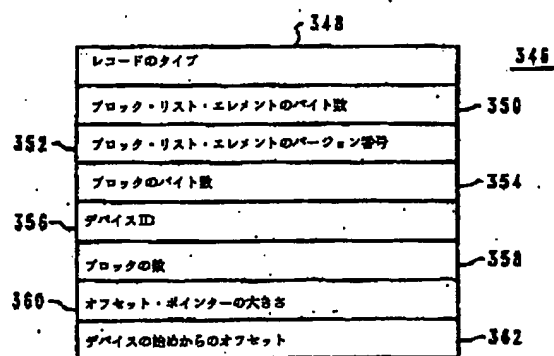 348
レコードのタイプ
346
ブロック・リスト・エレメントのバイト数
350
352
ブロック・リスト・エレメントのバージョン番号
ブロックのバイト数
354
356
デバイスID
ブロックの数
358
360
オフセット・ポインターの大きさ
デバイスの始めからのオフセット
362